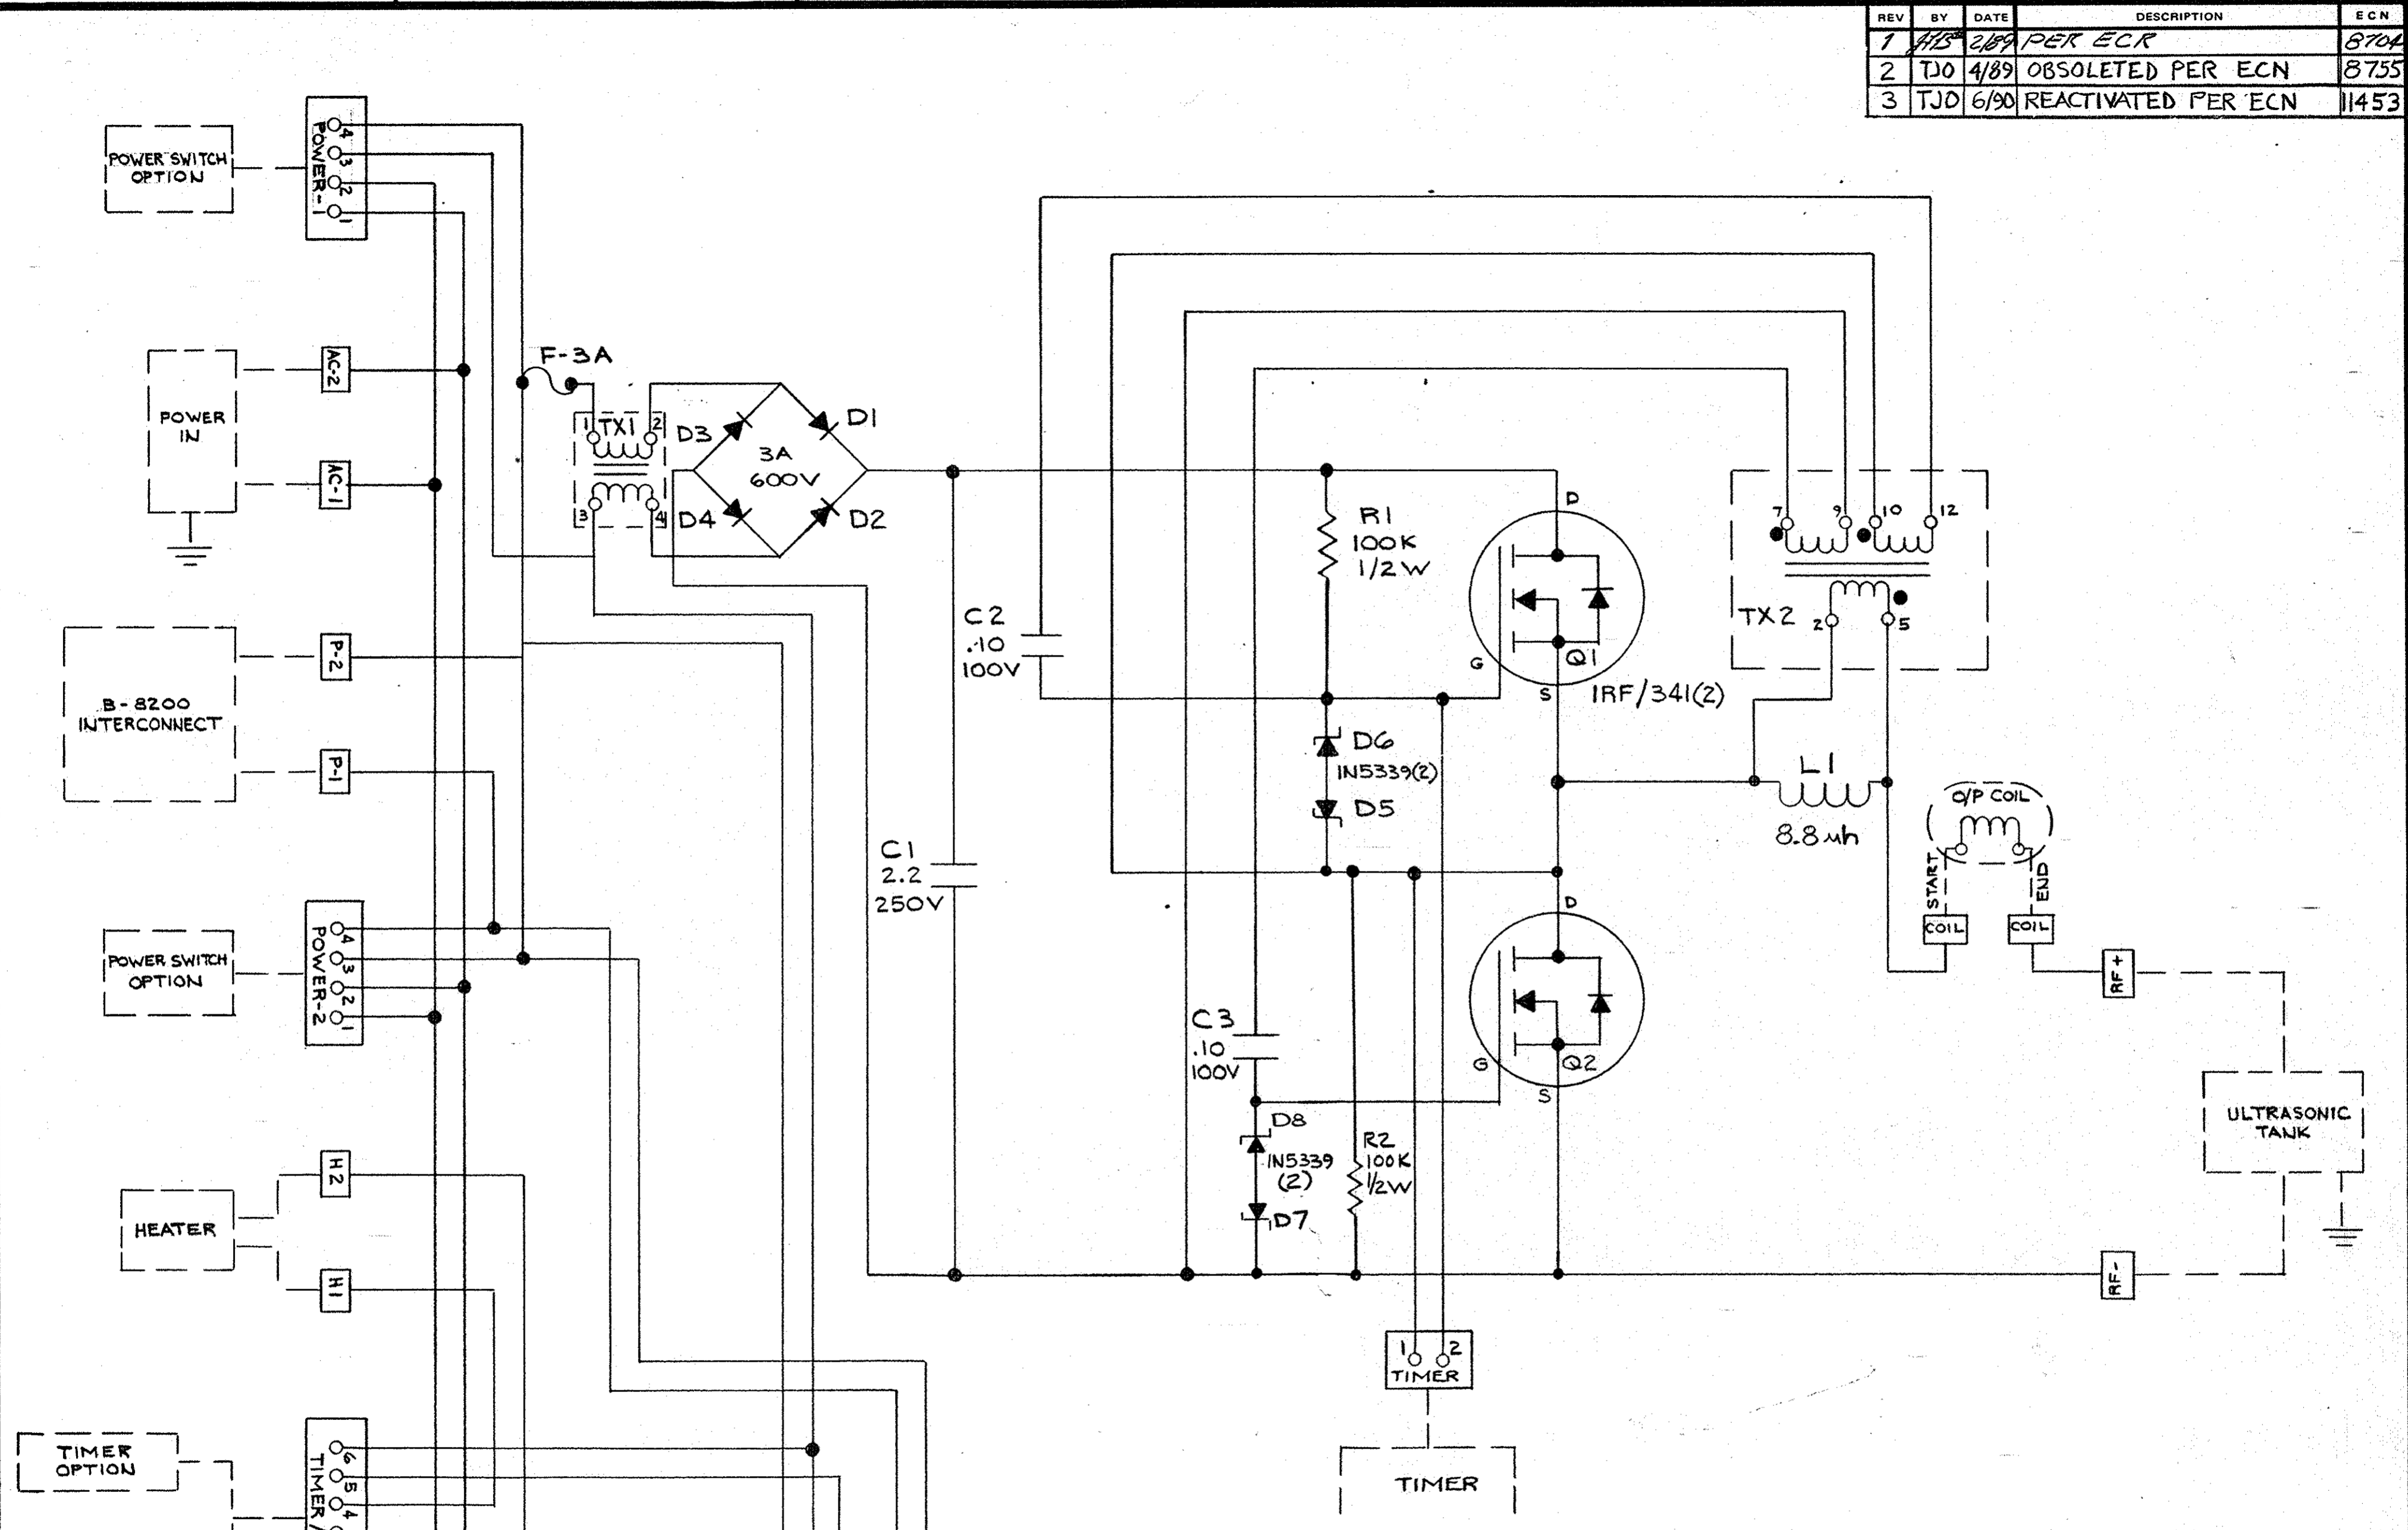 REV BY DATE DESCRIPTION ECN
1 2/89 PER ECR 8704
2 TJO 4/89 OBSOLETED PER ECN 8755
3 TJO 6/90 REACTIVATED PER ECN 11453
POWER SWITCH
OPTION
POWER-1
4
3
2
1
POWER
IN
AC-2
AC-1
F-3A
1 TX1 2
3 4
D3
D1
3A
600V
D4
D2
B-8200
INTERCONNECT
P-2
P-1
POWER SWITCH
OPTION
POWER-2
4
3
2
1
HEATER
H2
H1
TIMER
OPTION
TIMER
6
5
4
C1
2.2
250V
C2
.10
100V
R1
100K
1/2W
D
G
S
Q1
IRF/341(2)
D6
IN5339(2)
D5
7 9 10 12
TX2 2 5
L1
8.8uh
O/P COIL
START
END
COIL
COIL
RF+
ULTRASONIC
TANK
RF-
C3
.10
100V
D
G
S
Q2
D8
IN5339
(2)
D7
R2
100K
1/2W
1 2
TIMER
TIMER